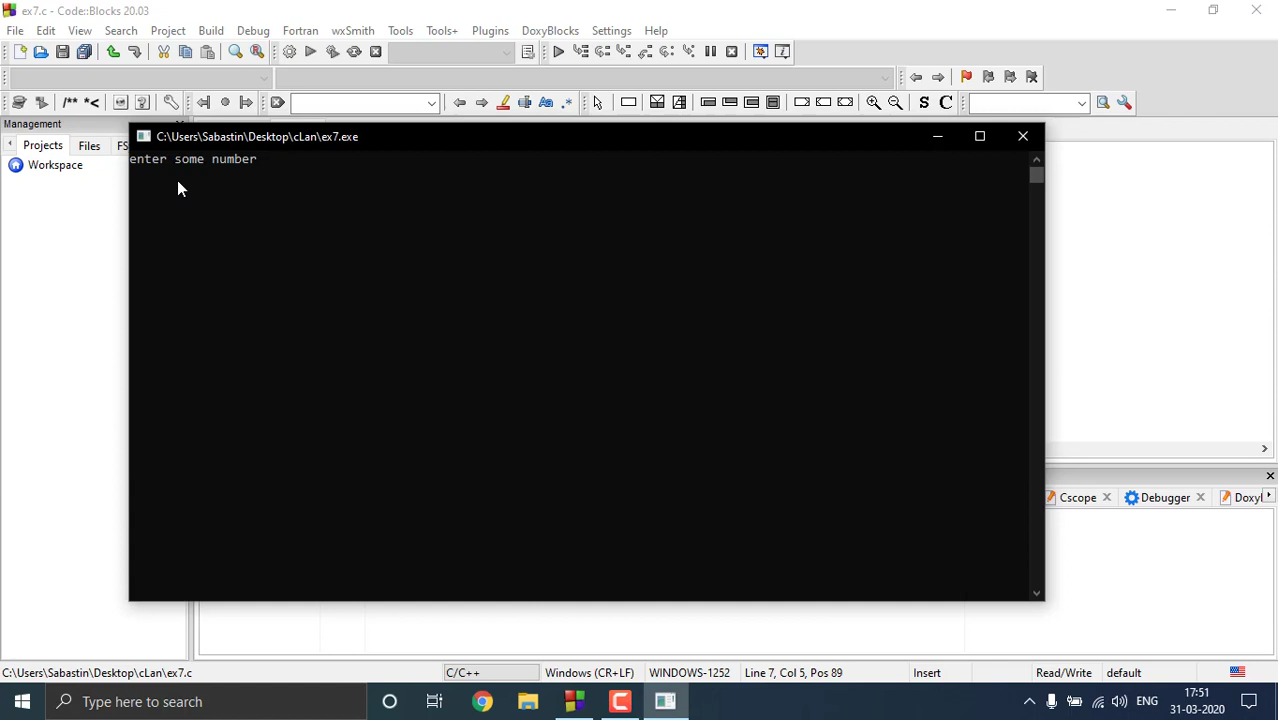 ex7.c - Code::Blocks 20.03
File Edit View Search Project Build Debug Fortran wxSmith Tools Tools+ Plugins DoxyBlocks Settings Help
/** *<
Aa .*
S C
Management
Projects Files FS
Workspace
C:\Users\Sabastin\Desktop\cLan\ex7.exe
enter some number
Cscope Debugger Doxyl
C:\Users\Sabastin\Desktop\cLan\ex7.c C/C++ Windows (CR+LF) WINDOWS-1252 Line 7, Col 5, Pos 89 Insert Read/Write default
Type here to search
ENG
17:51
31-03-2020